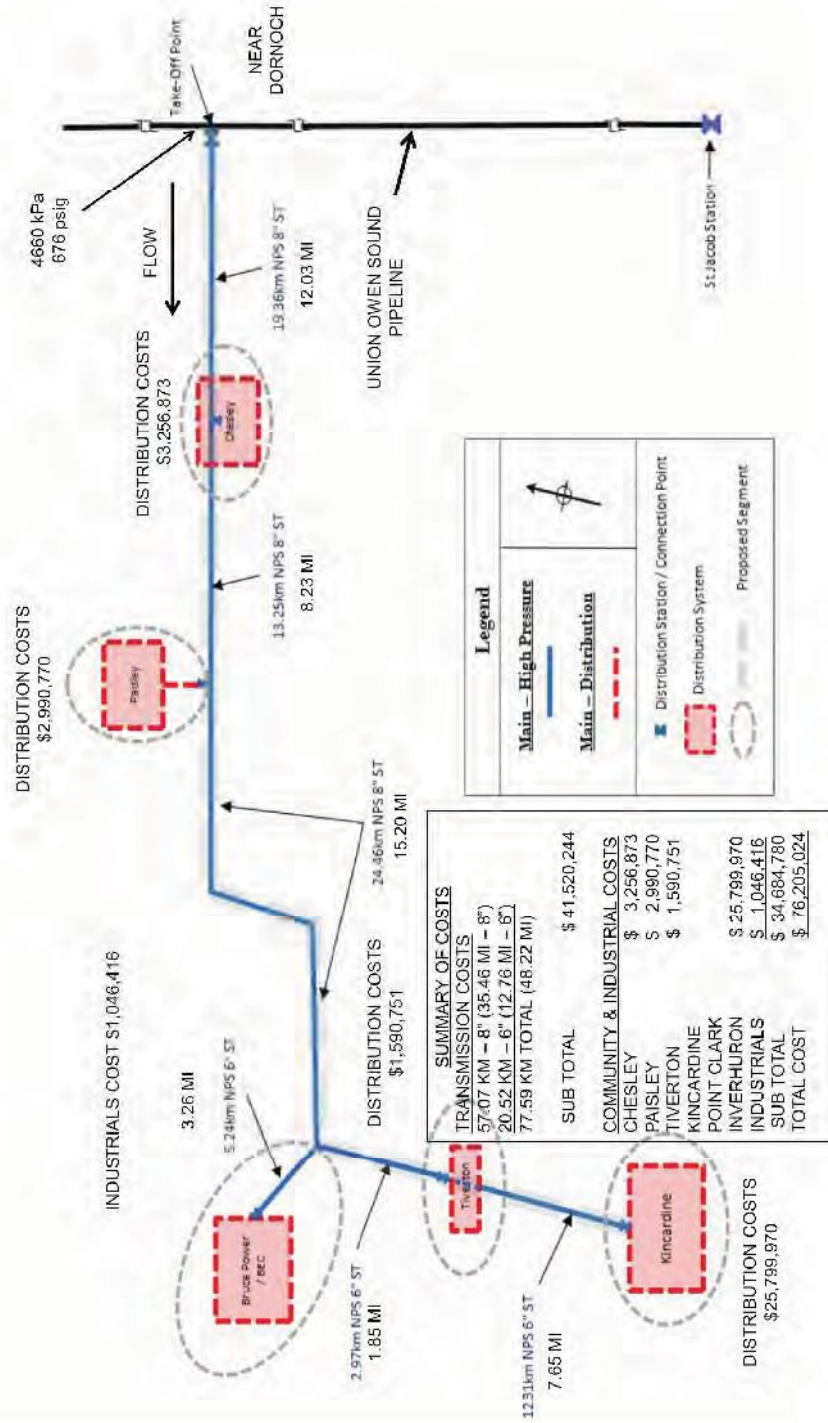 4660 kPa
676 psig
Take-Off Point
NEAR
DORNOCH
FLOW
DISTRIBUTION COSTS
$3,256,873
Chesley
19.36km NPS 8" ST
12.03 MI
UNION OWEN SOUND
PIPELINE
St Jacob Station
DISTRIBUTION COSTS
$2,990,770
Paisley
13.25km NPS 8" ST
8.23 MI
24.46km NPS 8" ST
15.20 MI
INDUSTRIALS COST $1,046,416
3.26 MI
5.24km NPS 6" ST
Bruce Power
/ BEC
DISTRIBUTION COSTS
$1,590,751
2.97km NPS 6" ST
1.85 MI
Tiverton
12.31km NPS 6" ST
7.65 MI
Kincardine
DISTRIBUTION COSTS
$25,799,970
SUMMARY OF COSTS
TRANSMISSION COSTS
57.07 KM – 8" (35.46 MI – 8")
20.52 KM – 6" (12.76 MI – 6")
77.59 KM TOTAL (48.22 MI)
SUB TOTAL $ 41,520,244
COMMUNITY & INDUSTRIAL COSTS
CHESLEY $ 3,256,873
PAISLEY $ 2,990,770
TIVERTON $ 1,590,751
KINCARDINE
POINT CLARK
INVERHURON $ 25,799,970
INDUSTRIALS $ 1,046,416
SUB TOTAL $ 34,684,780
TOTAL COST $ 76,205,024
Legend
Main – High Pressure
Main – Distribution
Distribution Station / Connection Point
Distribution System
Proposed Segment